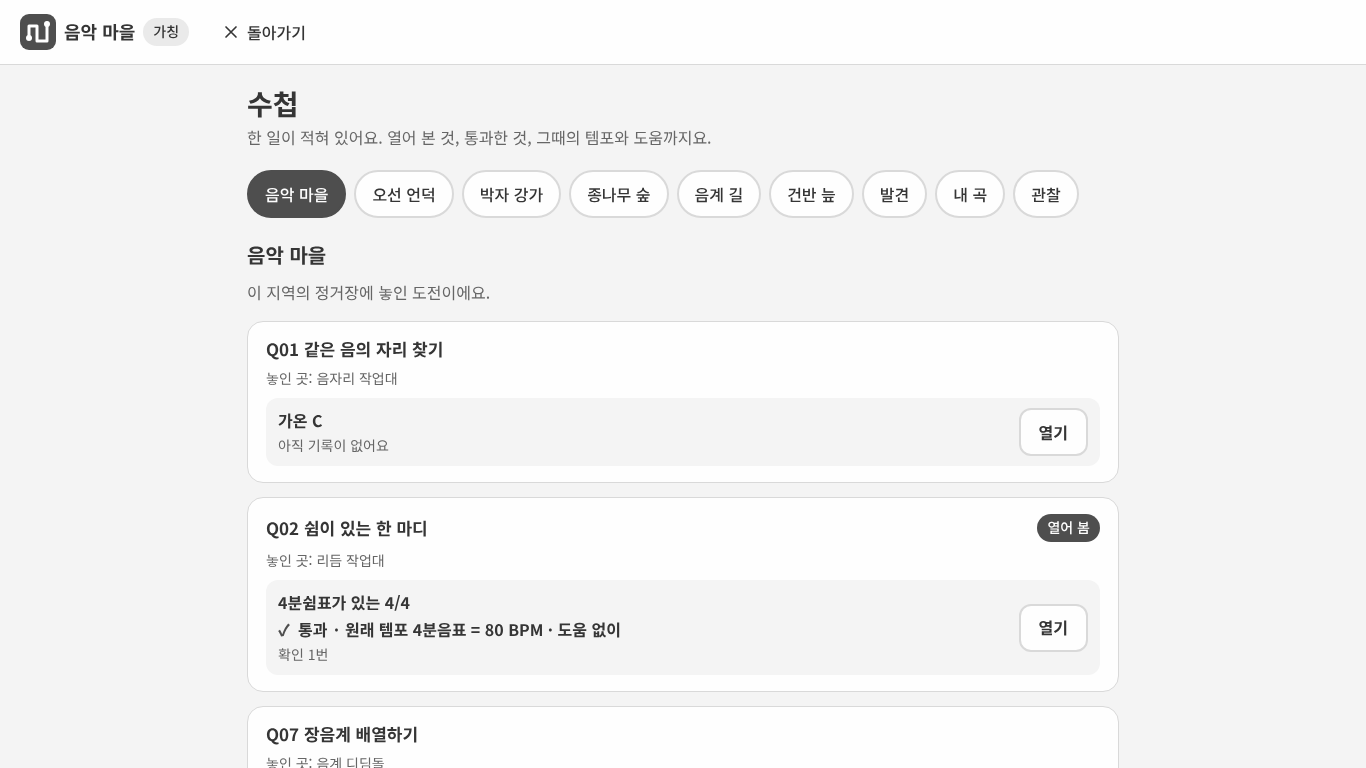 음악 마을 가칭 돌아가기
수첩
한 일이 적혀 있어요. 열어 본 것, 통과한 것, 그때의 템포와 도움까지요.
음악 마을 오선 언덕 박자 강가 종나무 숲 음계 길 건반 늪 발견 내 곡 관찰
음악 마을
이 지역의 정거장에 놓인 도전이에요.
Q01 같은 음의 자리 찾기
놓인 곳: 음자리 작업대
가온 C
아직 기록이 없어요
열기
Q02 쉼이 있는 한 마디
열어 봄
놓인 곳: 리듬 작업대
4분쉼표가 있는 4/4
✓ 통과 · 원래 템포 4분음표 = 80 BPM · 도움 없이
확인 1번
열기
Q07 장음계 배열하기
놓인 곳: 음계 디딤돌